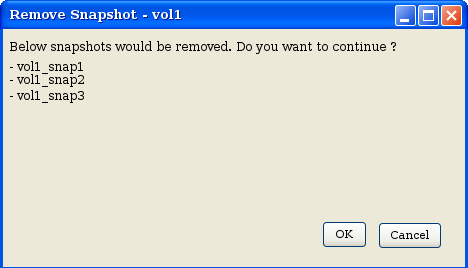 Remove Snapshot - vol1
Below snapshots would be removed. Do you want to continue ?
- vol1_snap1
- vol1_snap2
- vol1_snap3
OK
Cancel